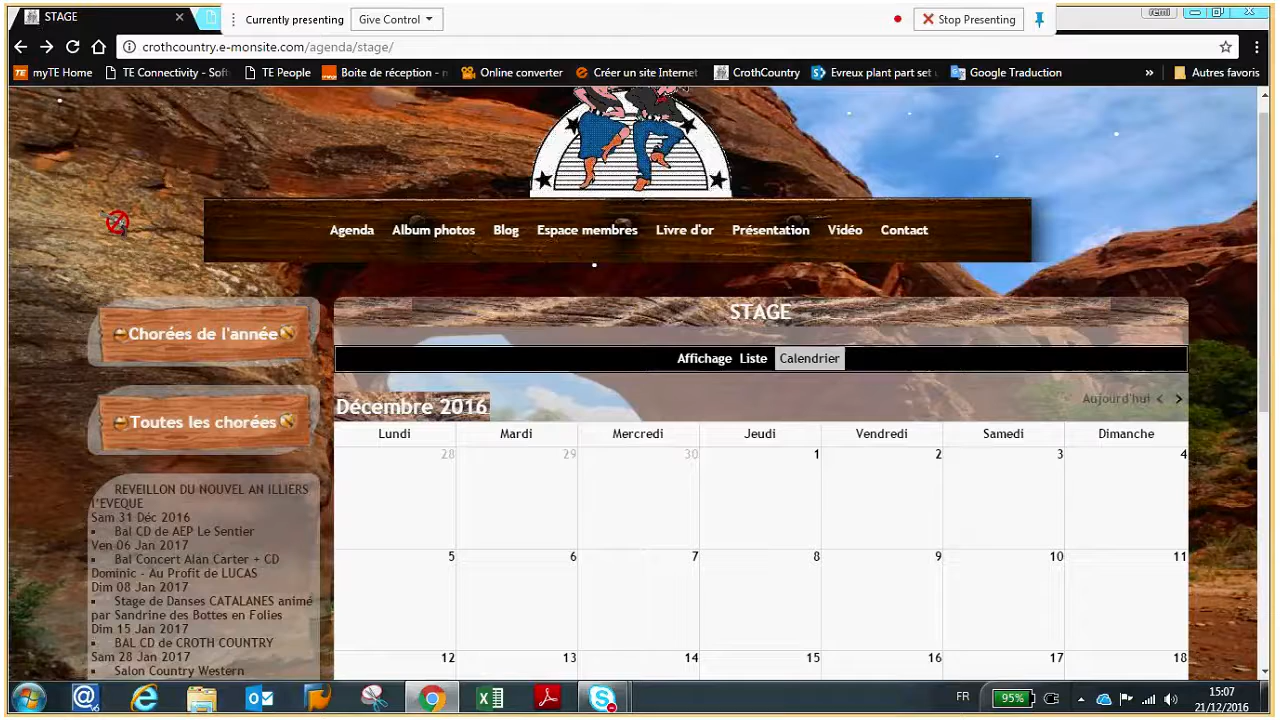 STAGE
Currently presenting
Give Control
Stop Presenting
remi
crothcountry.e-monsite.com/agenda/stage/
myTE Home
TE Connectivity - Soft
TE People
Boite de réception - r
Online converter
Créer un site Internet
CrothCountry
Evreux plant part set u
Google Traduction
»
Autres favoris
Agenda Album photos Blog Espace membres Livre d'or Présentation Vidéo Contact
Chorées de l'année
Toutes les chorées
REVEILLON DU NOUVEL AN ILLIERS
l'EVEQUE
Sam 31 Déc 2016
Bal CD de AEP Le Sentier
Ven 06 Jan 2017
Bal Concert Alan Carter + CD
Dominic - Au Profit de LUCAS
Dim 08 Jan 2017
Stage de Danses CATALANES animé
par Sandrine des Bottes en Folies
Dim 15 Jan 2017
BAL CD de CROTH COUNTRY
Sam 28 Jan 2017
Salon Country Western
STAGE
Affichage Liste Calendrier
Décembre 2016
Aujourd'hui < >
Lundi Mardi Mercredi Jeudi Vendredi Samedi Dimanche
28 29 30 1 2 3 4
5 6 7 8 9 10 11
12 13 14 15 16 17 18
FR
95%
15:07
21/12/2016